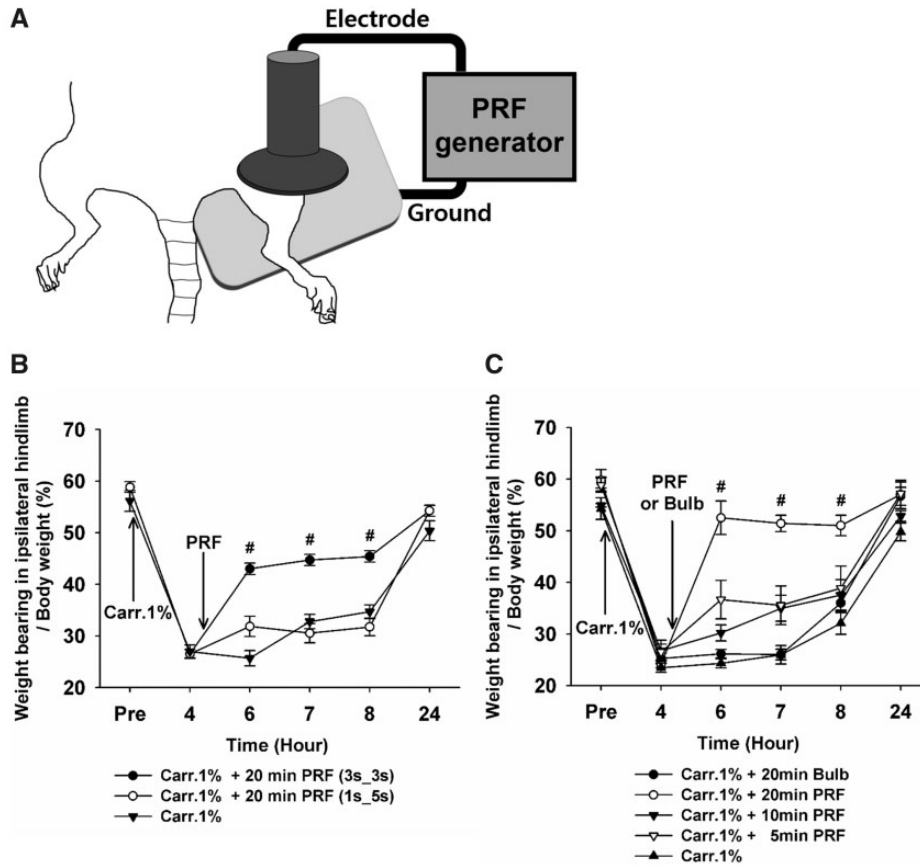 A
Electrode
PRF
generator
Ground
B
Weight bearing in ipsilateral hindlimb
/ Body weight (%)
70
60
50
40
30
20
PRF
Carr.1%
#
#
#
Pre
4
6
7
8
24
Time (Hour)
Carr.1% + 20 min PRF (3s_3s)
Carr.1% + 20 min PRF (1s_5s)
Carr.1%
C
Weight bearing in ipsilateral hindlimb
/ Body weight (%)
70
60
50
40
30
20
PRF
or Bulb
Carr.1%
#
#
#
Pre
4
6
7
8
24
Time (Hour)
Carr.1% + 20min Bulb
Carr.1% + 20min PRF
Carr.1% + 10min PRF
Carr.1% + 5min PRF
Carr.1%